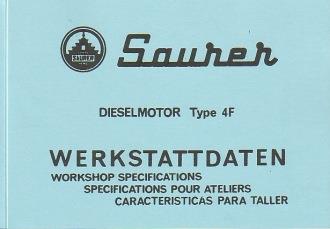 SAURER
Saurer
DIESELMOTOR Type 4F
WERKSTATTDATEN
WORKSHOP SPECIFICATIONS
SPECIFICATIONS POUR ATELIERS
CARACTERISTICAS PARA TALLER